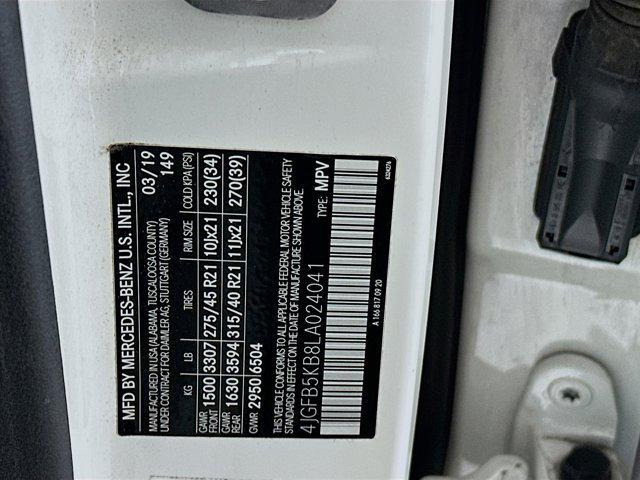 MFD BY MERCEDES-BENZ U.S. INTL., INC
MANUFACTURED IN USA (ALABAMA, TUSCALOOSA COUNTY) 03/19
UNDER CONTRACT FOR DAIMLER AG, STUTTGART (GERMANY) 149
KG LB TIRES RIM SIZE COLD KPA (PSI)
GAWR FRONT 1500 3307 275/45 R21 10Jx21 230(34)
GAWR REAR 1630 3594 315/40 R21 11Jx21 270(39)
GVWR 2950 6504
THIS VEHICLE CONFORMS TO ALL APPLICABLE FEDERAL MOTOR VEHICLE SAFETY
STANDARDS IN EFFECT ON THE DATE OF MANUFACTURE SHOWN ABOVE.
4JGFB5KB8LA024041 TYPE: MPV
A 166 817 09 20